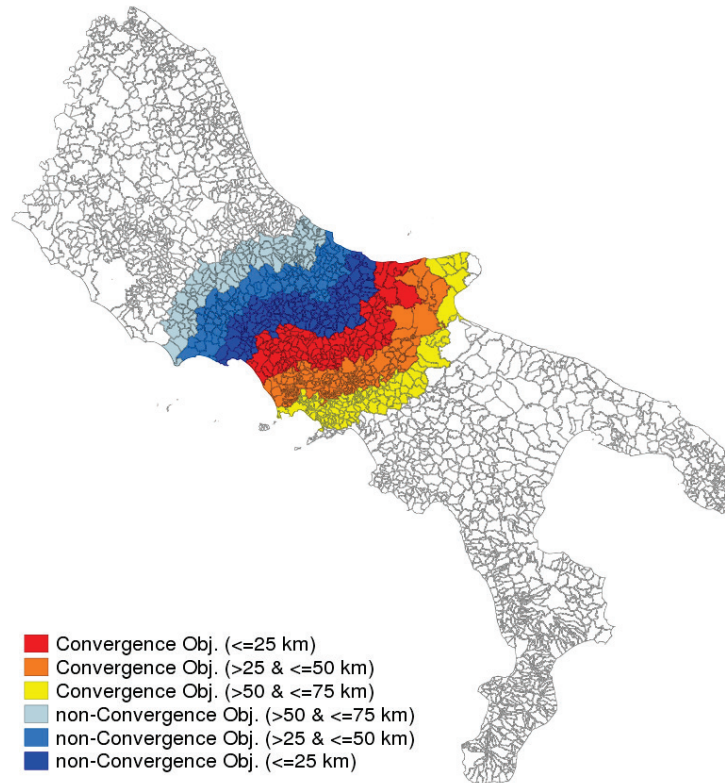 Convergence Obj. (<=25 km)
Convergence Obj. (>25 & <=50 km)
Convergence Obj. (>50 & <=75 km)
non-Convergence Obj. (>50 & <=75 km)
non-Convergence Obj. (>25 & <=50 km)
non-Convergence Obj. (<=25 km)